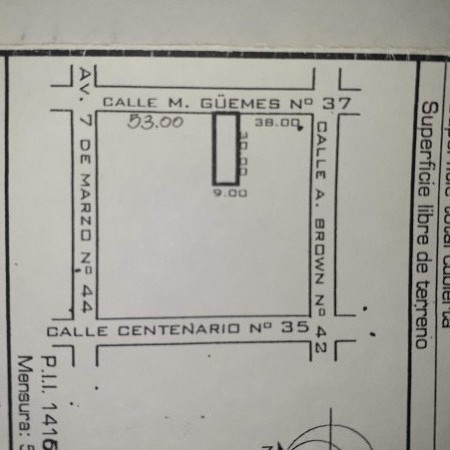 CALLE M. GÜEMES Nº 37
53.00
38.00
30.00
9.00
AV. 7 DE MARZO Nº 44
CALLE A. BROWN Nº 42
CALLE CENTENARIO Nº 35
Superficie libre de terreno
P.I.I. 1416
Mensura: